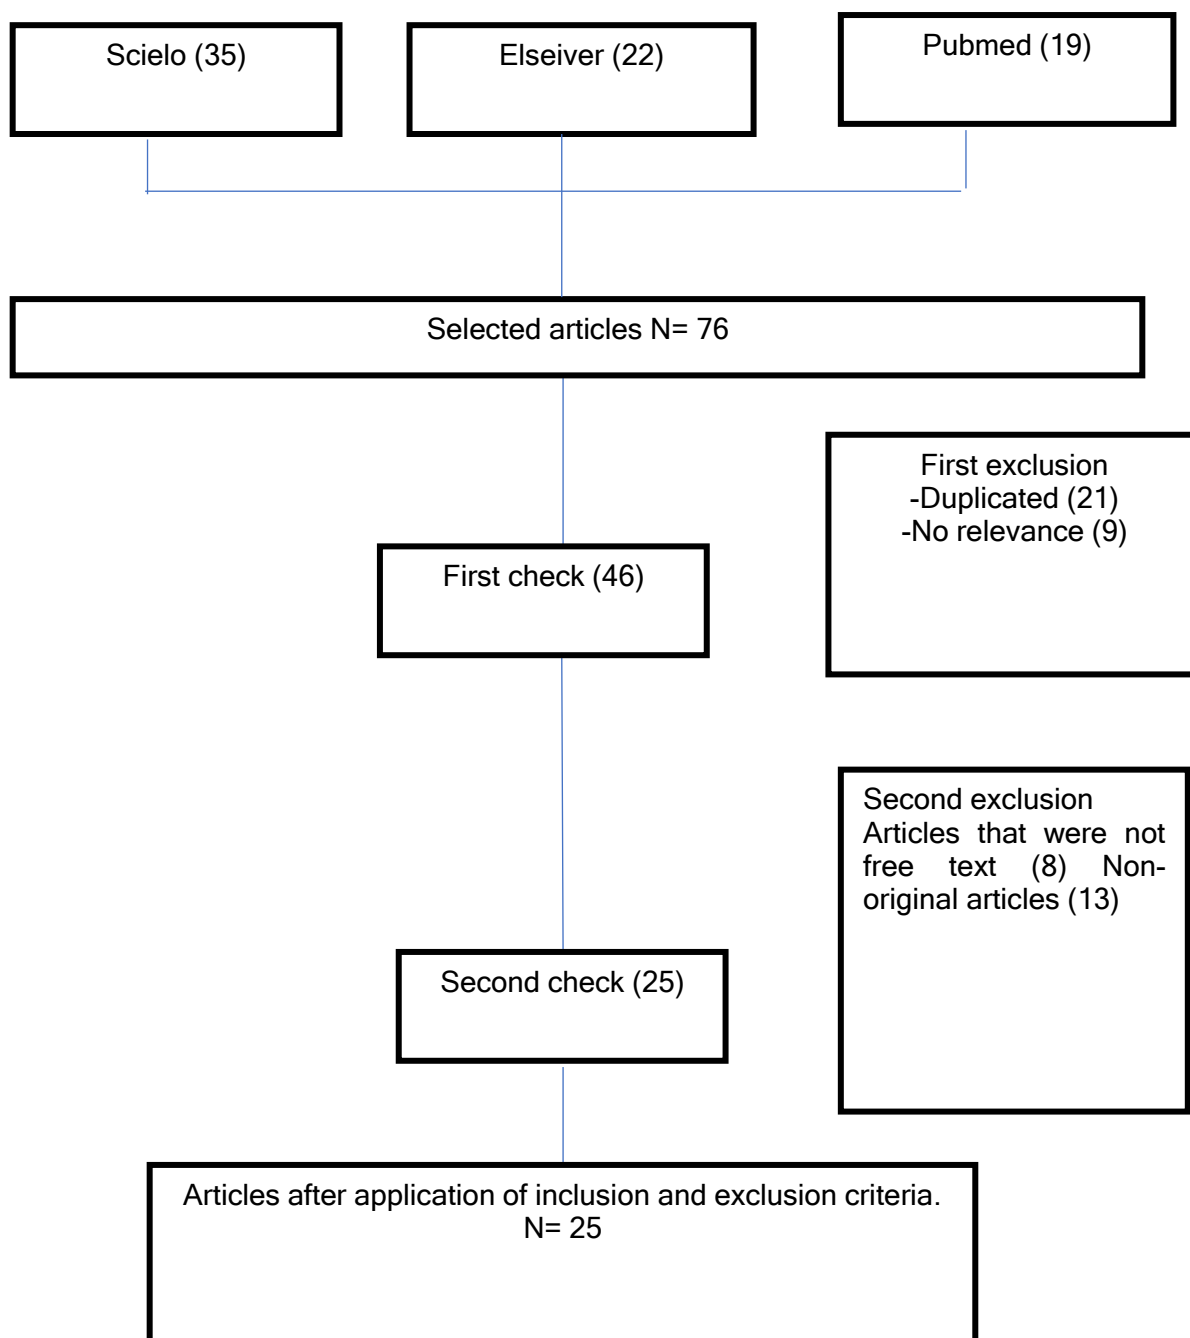 Scielo (35)
Elseiver (22)
Pubmed (19)
Selected articles N= 76
First exclusion
-Duplicated (21)
-No relevance (9)
First check (46)
Second exclusion
Articles that were not
free text (8) Non-
original articles (13)
Second check (25)
Articles after application of inclusion and exclusion criteria.
N= 25